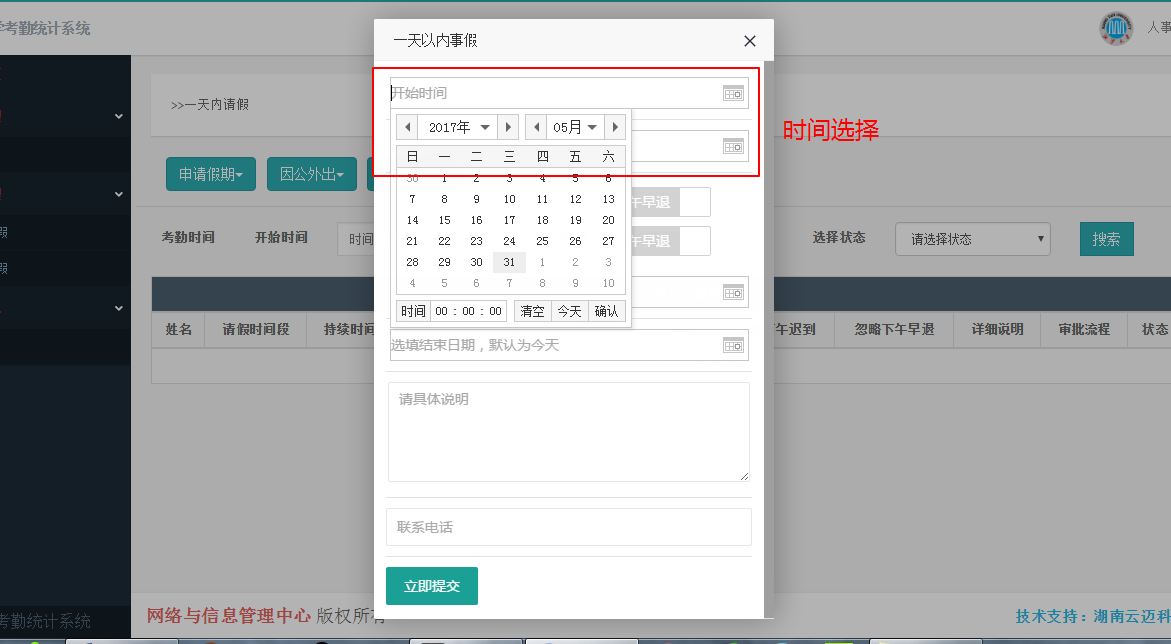 考勤统计系统
人事
一天以内事假
>>一天内请假
开始时间
时间选择
2017年 05月
日 一 二 三 四 五 六
30 1 2 3 4 5 6
7 8 9 10 11 12 13
14 15 16 17 18 19 20
21 22 23 24 25 26 27
28 29 30 31 1 2 3
4 5 6 7 8 9 10
时间 00 : 00 : 00 清空 今天 确认
申请假期 因公外出
午早退
午早退
考勤时间 开始时间 时间 选择状态 请选择状态 搜索
假
假
姓名 请假时间段 持续时间 午迟到 忽略下午早退 详细说明 审批流程 状态
选填结束日期，默认为今天
请具体说明
联系电话
立即提交
考勤统计系统
网络与信息管理中心 版权所有
技术支持：湖南云迈科